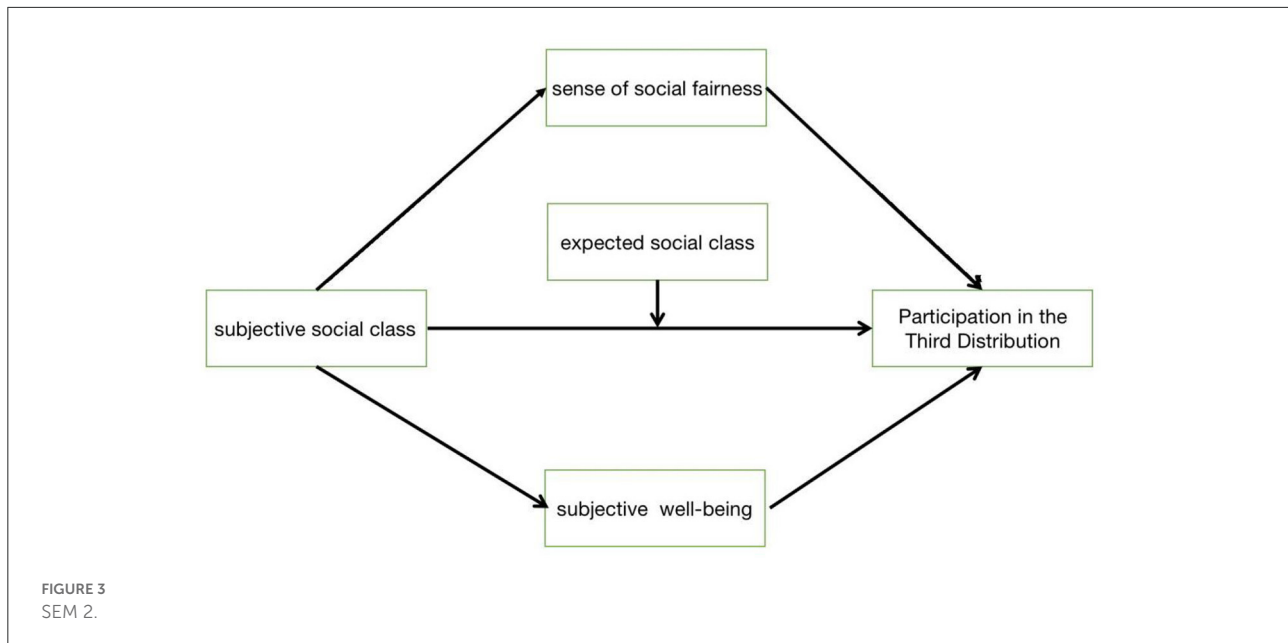 sense of social fairness
expected social class
subjective social class
Participation in the
Third Distribution
subjective well-being
FIGURE 3
SEM 2.